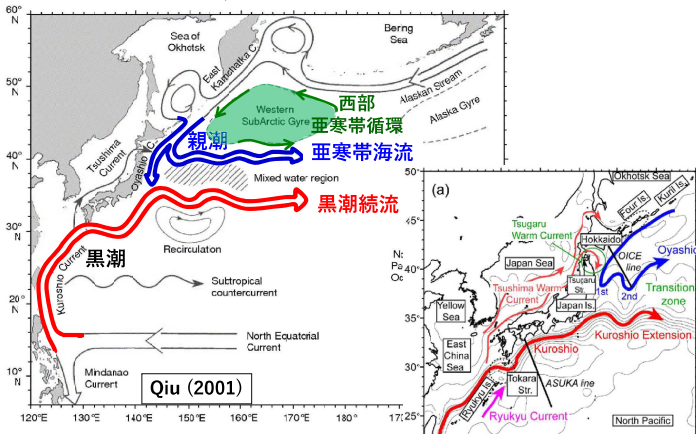 60°
N
50°
N
40°
N
30°
N
20°
N
10°
N
120°E
130°E
140°E
150°E
160°E
170°E
180°
Sea of
Okhotsk
Bering
Sea
East
Kamchatka C.
Alaskan Stream
Alaska Gyre
Western
SubArctic Gyre
西部
亜寒帯循環
親潮
亜寒帯海流
Oyashio C.
Tsushima
Current
Mixed water region
黒潮続流
黒潮
Kuroshio Current
Recirculation
Subtropical
countercurrent
North Equatorial
Current
Mindanao
Current
Qiu (2001)
170°W
(a)
50°
N
45°
40°
35°
30°
25°
Okhotsk Sea
Four Is.
Kuril Is.
Tsugaru
Warm Current
Hokkaido
Oyashio
OICE
line
Japan Sea
Tsugaru
Str.
1st
2nd
Transition
zone
Tsushima Warm
Current
Japan Is.
Yellow
Sea
Kuroshio Extension
East
China
Sea
Kuroshio
ASUKA line
Tokara
Str.
Ryukyu Is.
Ryukyu Current
North Pacific